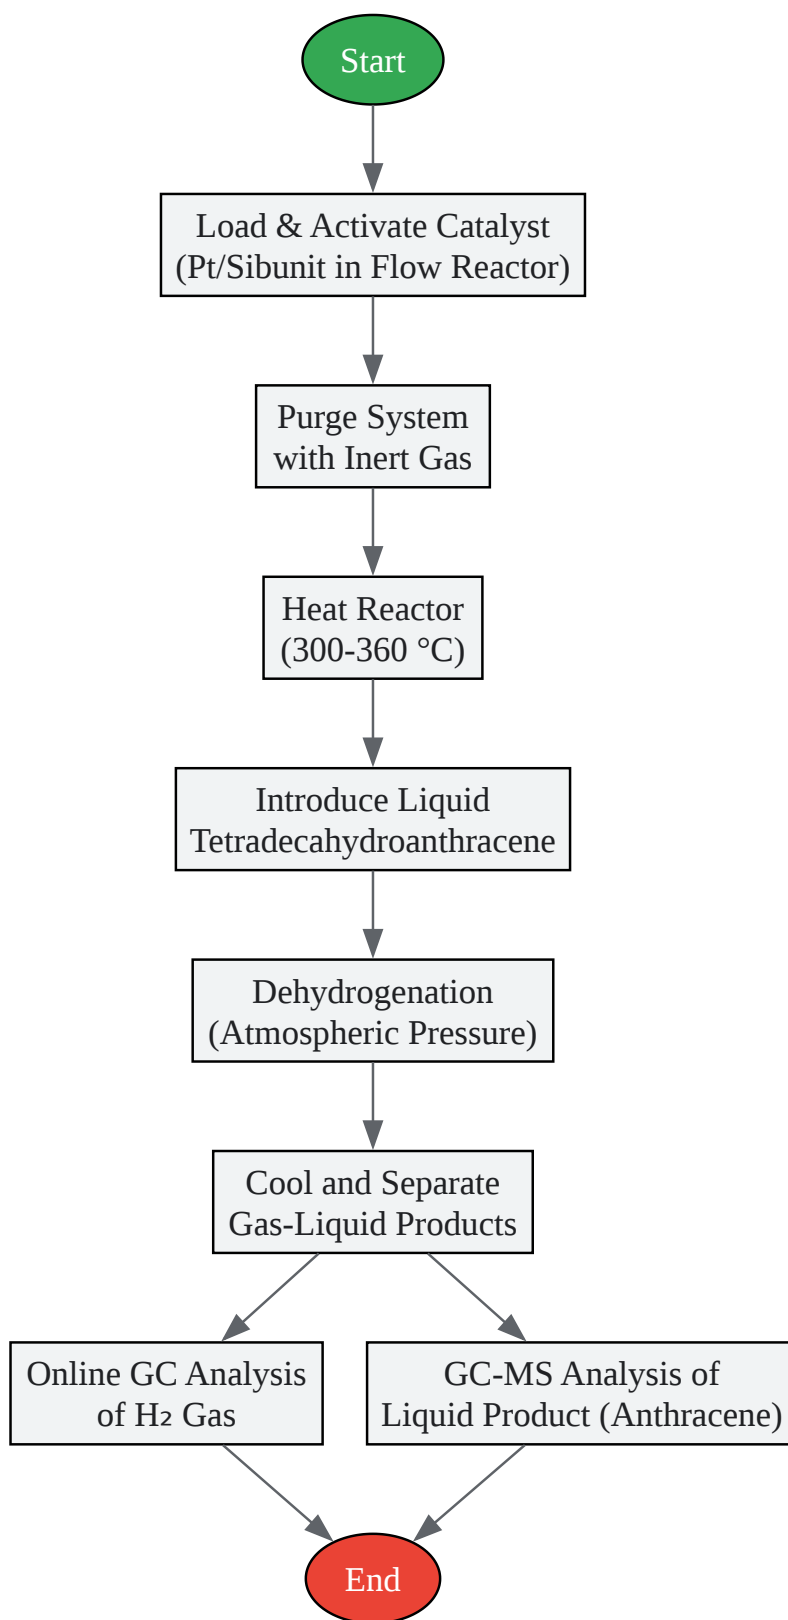 Start
Load & Activate Catalyst
(Pt/Sibunit in Flow Reactor)
Purge System
with Inert Gas
Heat Reactor
(300-360 °C)
Introduce Liquid
Tetradecahydroanthracene
Dehydrogenation
(Atmospheric Pressure)
Cool and Separate
Gas-Liquid Products
Online GC Analysis
of H₂ Gas
GC-MS Analysis of
Liquid Product (Anthracene)
End